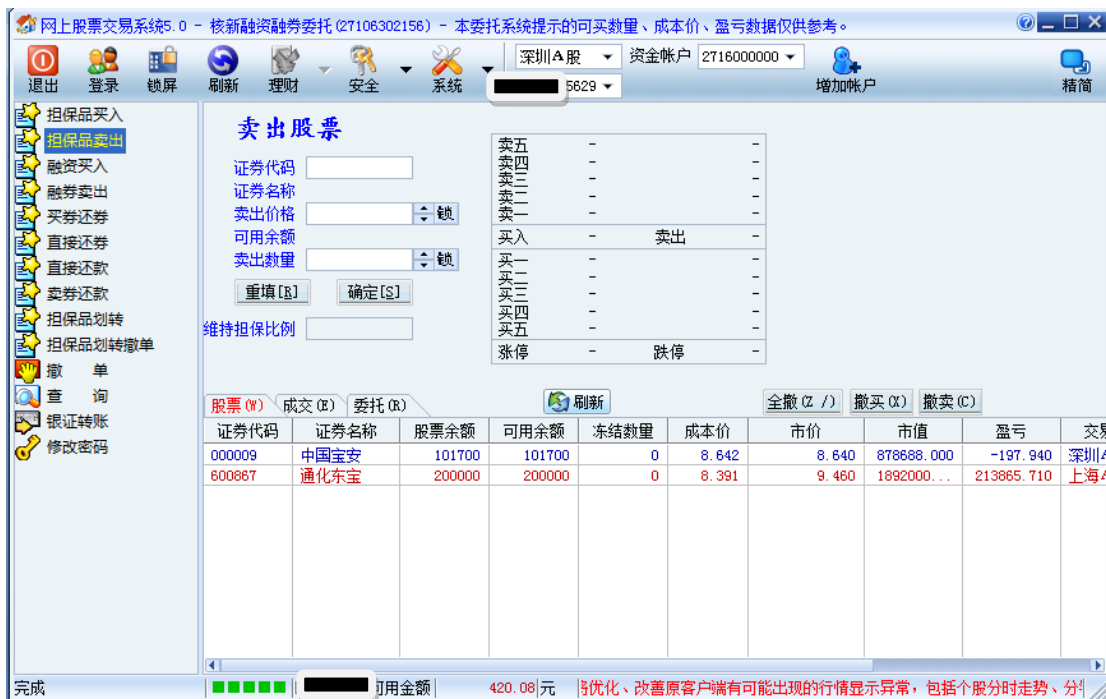 网上股票交易系统5.0 - 核新融资融券委托(27106302156) - 本委托系统提示的可买数量、成本价、盈亏数据仅供参考。
退出 登录 锁屏 刷新 理财 安全 系统 深圳A股 资金帐户 2716000000 增加帐户 精简
5629
担保品买入
担保品卖出
融资买入
融券卖出
买券还券
直接还券
直接还款
卖券还款
担保品划转
担保品划转撤单
撤 单
查 询
银证转账
修改密码
卖出股票
证券代码
证券名称
卖出价格 锁
可用余额
卖出数量 锁
重填[R] 确定[S]
维持担保比例
卖五 - -
卖四 - -
卖三 - -
卖二 - -
卖一 - -
买入 - 卖出 -
买一 - -
买二 - -
买三 - -
买四 - -
买五 - -
涨停 - 跌停 -
股票(W) 成交(E) 委托(R) 刷新 全撤(Z /) 撤买(X) 撤卖(C)
证券代码 证券名称 股票余额 可用余额 冻结数量 成本价 市价 市值 盈亏 交易
000009 中国宝安 101700 101700 0 8.642 8.640 878688.000 -197.940 深圳A
600867 通化东宝 200000 200000 0 8.391 9.460 1892000... 213865.710 上海A
完成 可用金额 420.08 元 优化、改善原客户端有可能出现的行情显示异常，包括个股分时走势、分